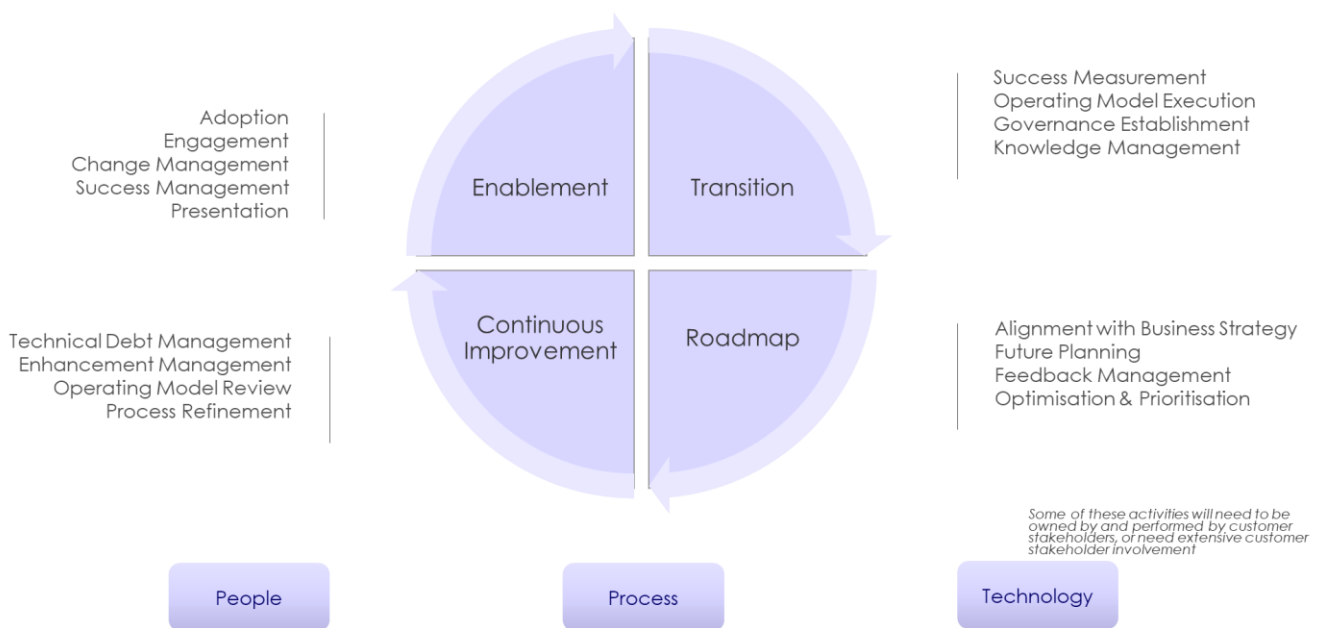 Adoption
Engagement
Change Management
Success Management
Presentation
Enablement
Transition
Success Measurement
Operating Model Execution
Governance Establishment
Knowledge Management
Technical Debt Management
Enhancement Management
Operating Model Review
Process Refinement
Continuous
Improvement
Roadmap
Alignment with Business Strategy
Future Planning
Feedback Management
Optimisation & Prioritisation
Some of these activities will need to be
owned by and performed by customer
stakeholders, or need extensive customer
stakeholder involvement
People
Process
Technology